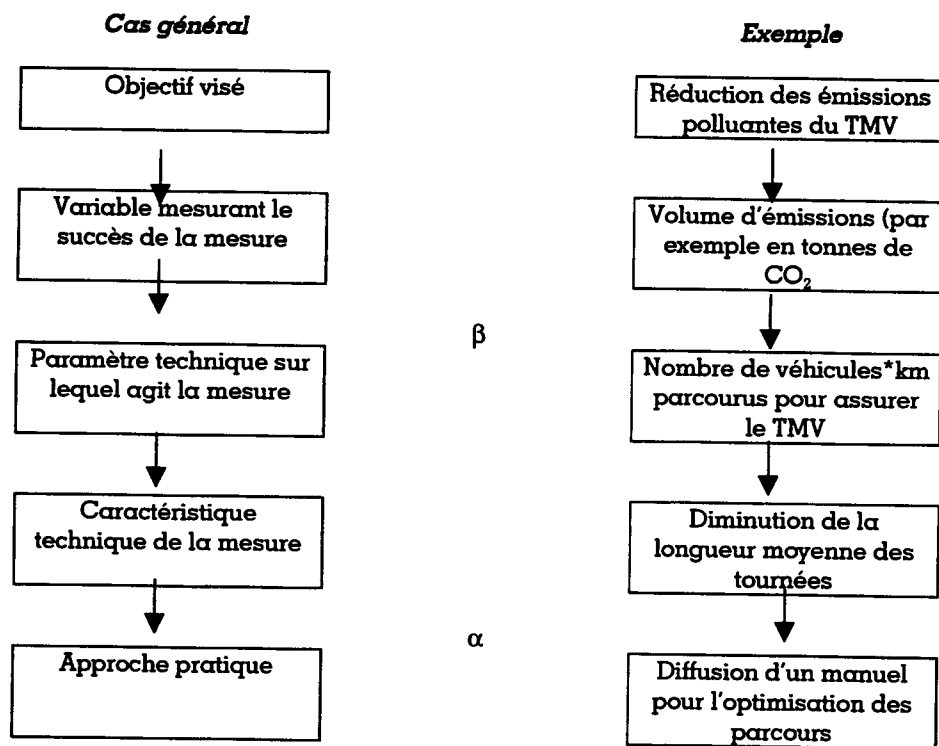 Cas général
Objectif visé
Variable mesurant le
succès de la mesure
Paramètre technique sur
lequel agit la mesure
Caractéristique
technique de la mesure
Approche pratique
β
α
Exemple
Réduction des émissions
polluantes du TMV
Volume d'émissions (par
exemple en tonnes de
CO₂
Nombre de véhicules*km
parcourus pour assurer
le TMV
Diminution de la
longueur moyenne des
tournées
Diffusion d'un manuel
pour l'optimisation des
parcours